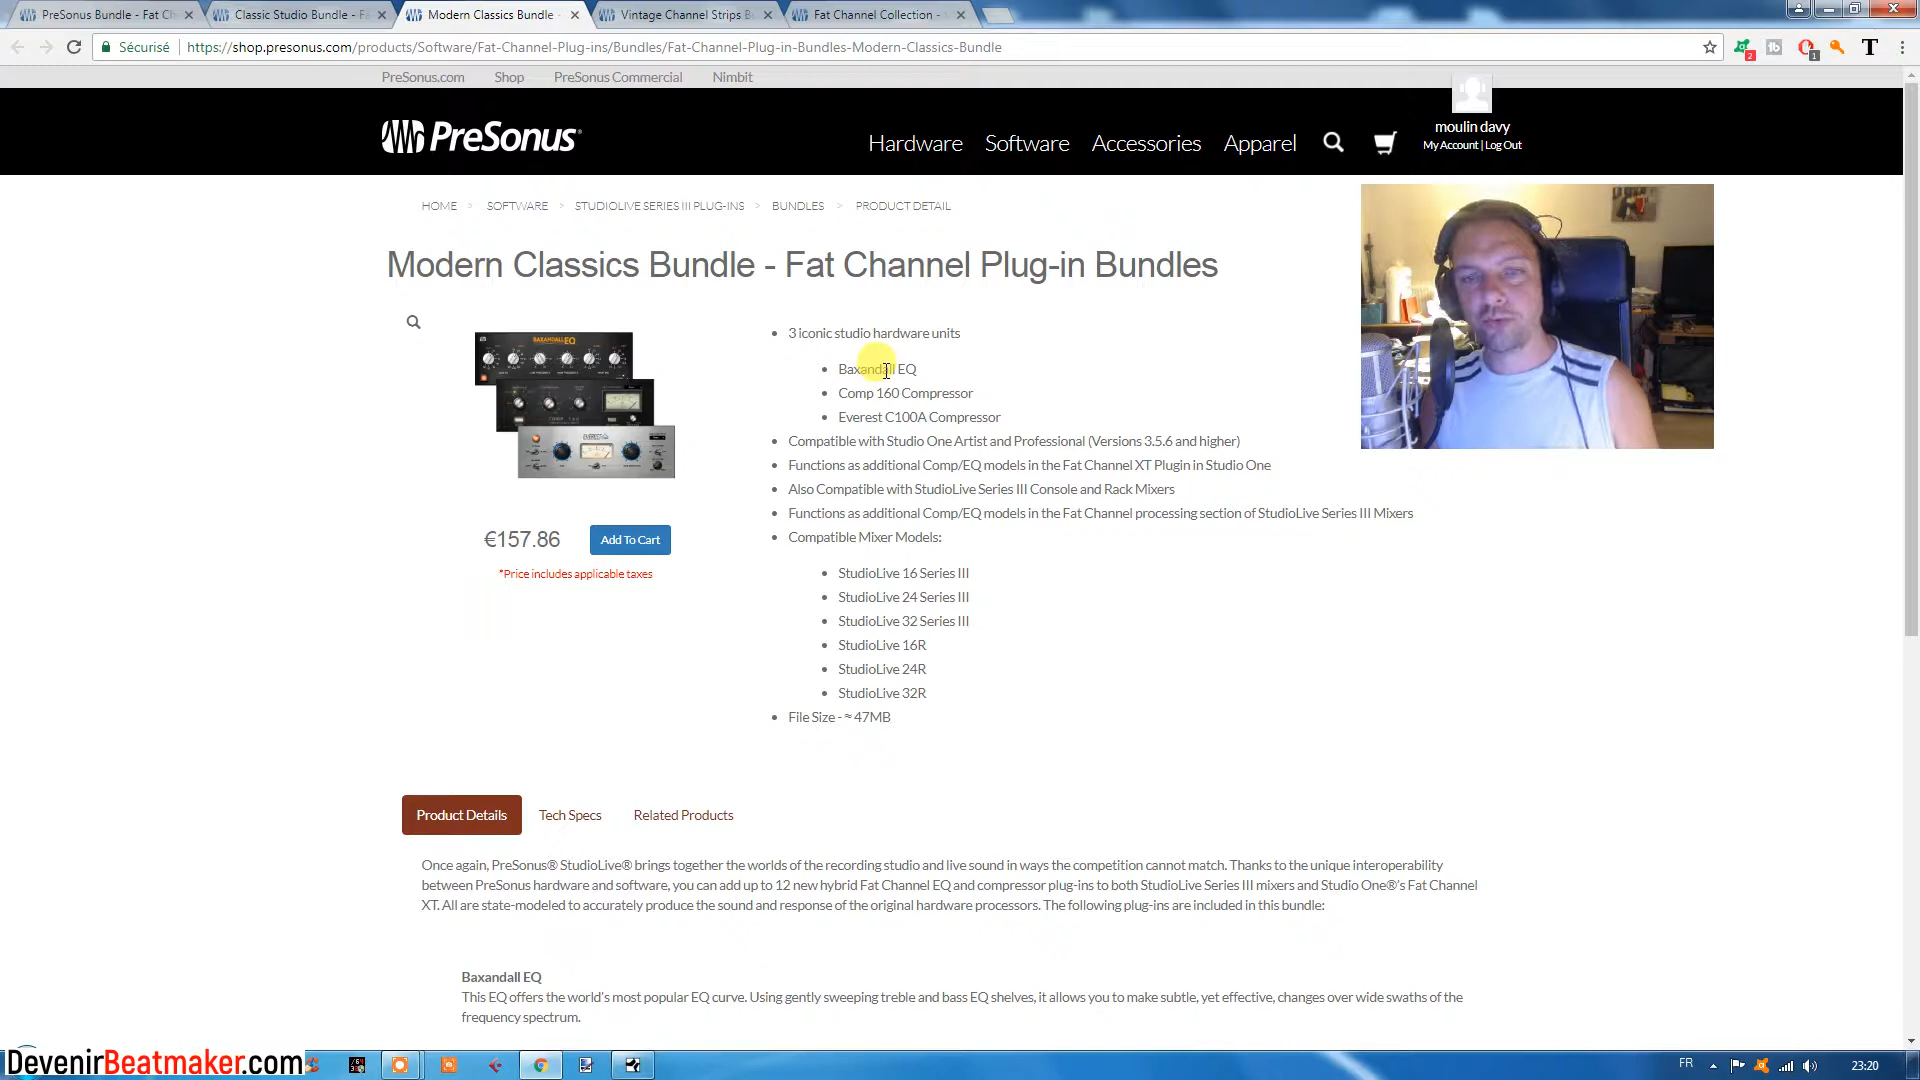 PreSonus Bundle - Fat Ch
Classic Studio Bundle - Fa
Modern Classics Bundle -
Vintage Channel Strips B
Fat Channel Collection -
Sécurisé
https://shop.presonus.com/products/Software/Fat-Channel-Plug-ins/Bundles/Fat-Channel-Plug-in-Bundles-Modern-Classics-Bundle
PreSonus.com Shop PreSonus Commercial Nimbit
PreSonus
Hardware Software Accessories Apparel
moulin davy
My Account | Log Out
HOME > SOFTWARE > STUDIOLIVE SERIES III PLUG-INS > BUNDLES > PRODUCT DETAIL
Modern Classics Bundle - Fat Channel Plug-in Bundles
BAXANDALL EQ
€157.86
Add To Cart
*Price includes applicable taxes
3 iconic studio hardware units
Baxandall EQ
Comp 160 Compressor
Everest C100A Compressor
Compatible with Studio One Artist and Professional (Versions 3.5.6 and higher)
Functions as additional Comp/EQ models in the Fat Channel XT Plugin in Studio One
Also Compatible with StudioLive Series III Console and Rack Mixers
Functions as additional Comp/EQ models in the Fat Channel processing section of StudioLive Series III Mixers
Compatible Mixer Models:
StudioLive 16 Series III
StudioLive 24 Series III
StudioLive 32 Series III
StudioLive 16R
StudioLive 24R
StudioLive 32R
File Size - ≈ 47MB
Product Details Tech Specs Related Products
Once again, PreSonus® StudioLive® brings together the worlds of the recording studio and live sound in ways the competition cannot match. Thanks to the unique interoperability
between PreSonus hardware and software, you can add up to 12 new hybrid Fat Channel EQ and compressor plug-ins to both StudioLive Series III mixers and Studio One®'s Fat Channel
XT. All are state-modeled to accurately produce the sound and response of the original hardware processors. The following plug-ins are included in this bundle:
Baxandall EQ
This EQ offers the world's most popular EQ curve. Using gently sweeping treble and bass EQ shelves, it allows you to make subtle, yet effective, changes over wide swaths of the
frequency spectrum.
DevenirBeatmaker.com
FR
23:20